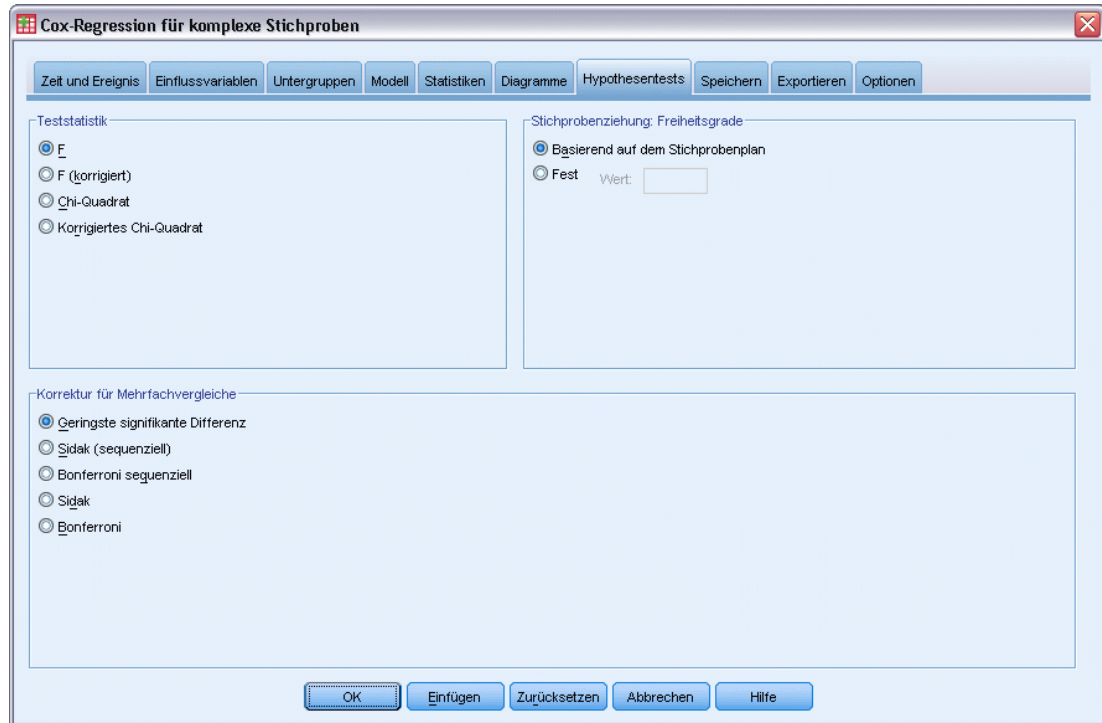 Cox-Regression für komplexe Stichproben
Zeit und Ereignis Einflussvariablen Untergruppen Modell Statistiken Diagramme Hypothesentests Speichern Exportieren Optionen
Teststatistik
F
F (korrigiert)
Chi-Quadrat
Korrigiertes Chi-Quadrat
Stichprobenziehung: Freiheitsgrade
Basierend auf dem Stichprobenplan
Fest Wert:
Korrektur für Mehrfachvergleiche
Geringste signifikante Differenz
Sidak (sequenziell)
Bonferroni sequenziell
Sidak
Bonferroni
OK Einfügen Zurücksetzen Abbrechen Hilfe